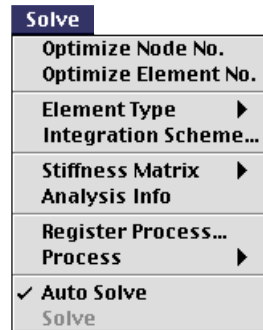 Solve
Optimize Node No.
Optimize Element No.
Element Type
Integration Scheme...
Stiffness Matrix
Analysis Info
Register Process...
Process
✓ Auto Solve
Solve